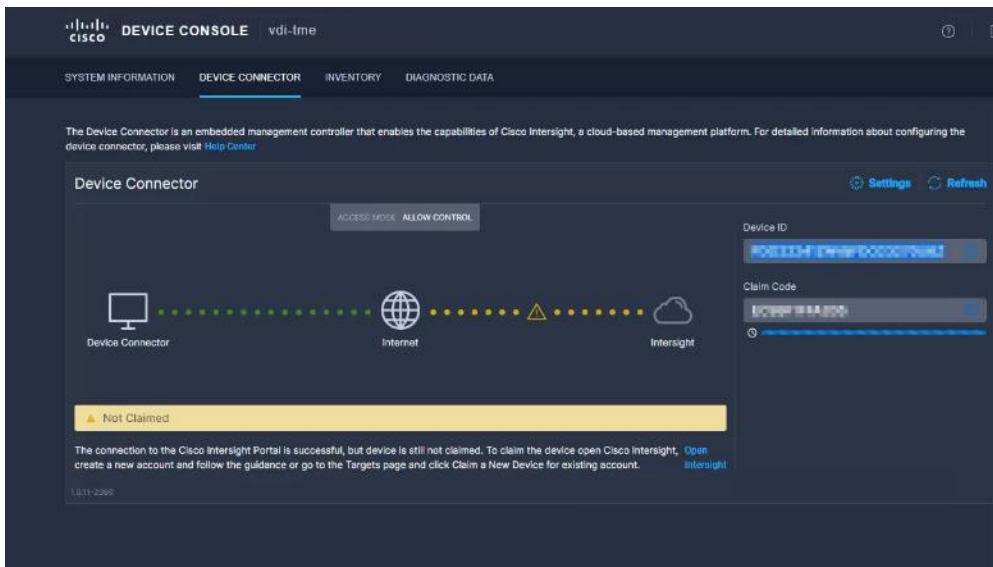 CISCO DEVICE CONSOLE vdi-tme
SYSTEM INFORMATION DEVICE CONNECTOR INVENTORY DIAGNOSTIC DATA
The Device Connector is an embedded management controller that enables the capabilities of Cisco Intersight, a cloud-based management platform. For detailed information about configuring the
device connector, please visit Help Center
Device Connector
Settings Refresh
ACCESS MODE ALLOW CONTROL
Device ID
Claim Code
Device Connector Internet Intersight
Not Claimed
The connection to the Cisco Intersight Portal is successful, but device is still not claimed. To claim the device open Cisco Intersight, Open
create a new account and follow the guidance or go to the Targets page and click Claim a New Device for existing account. Intersight